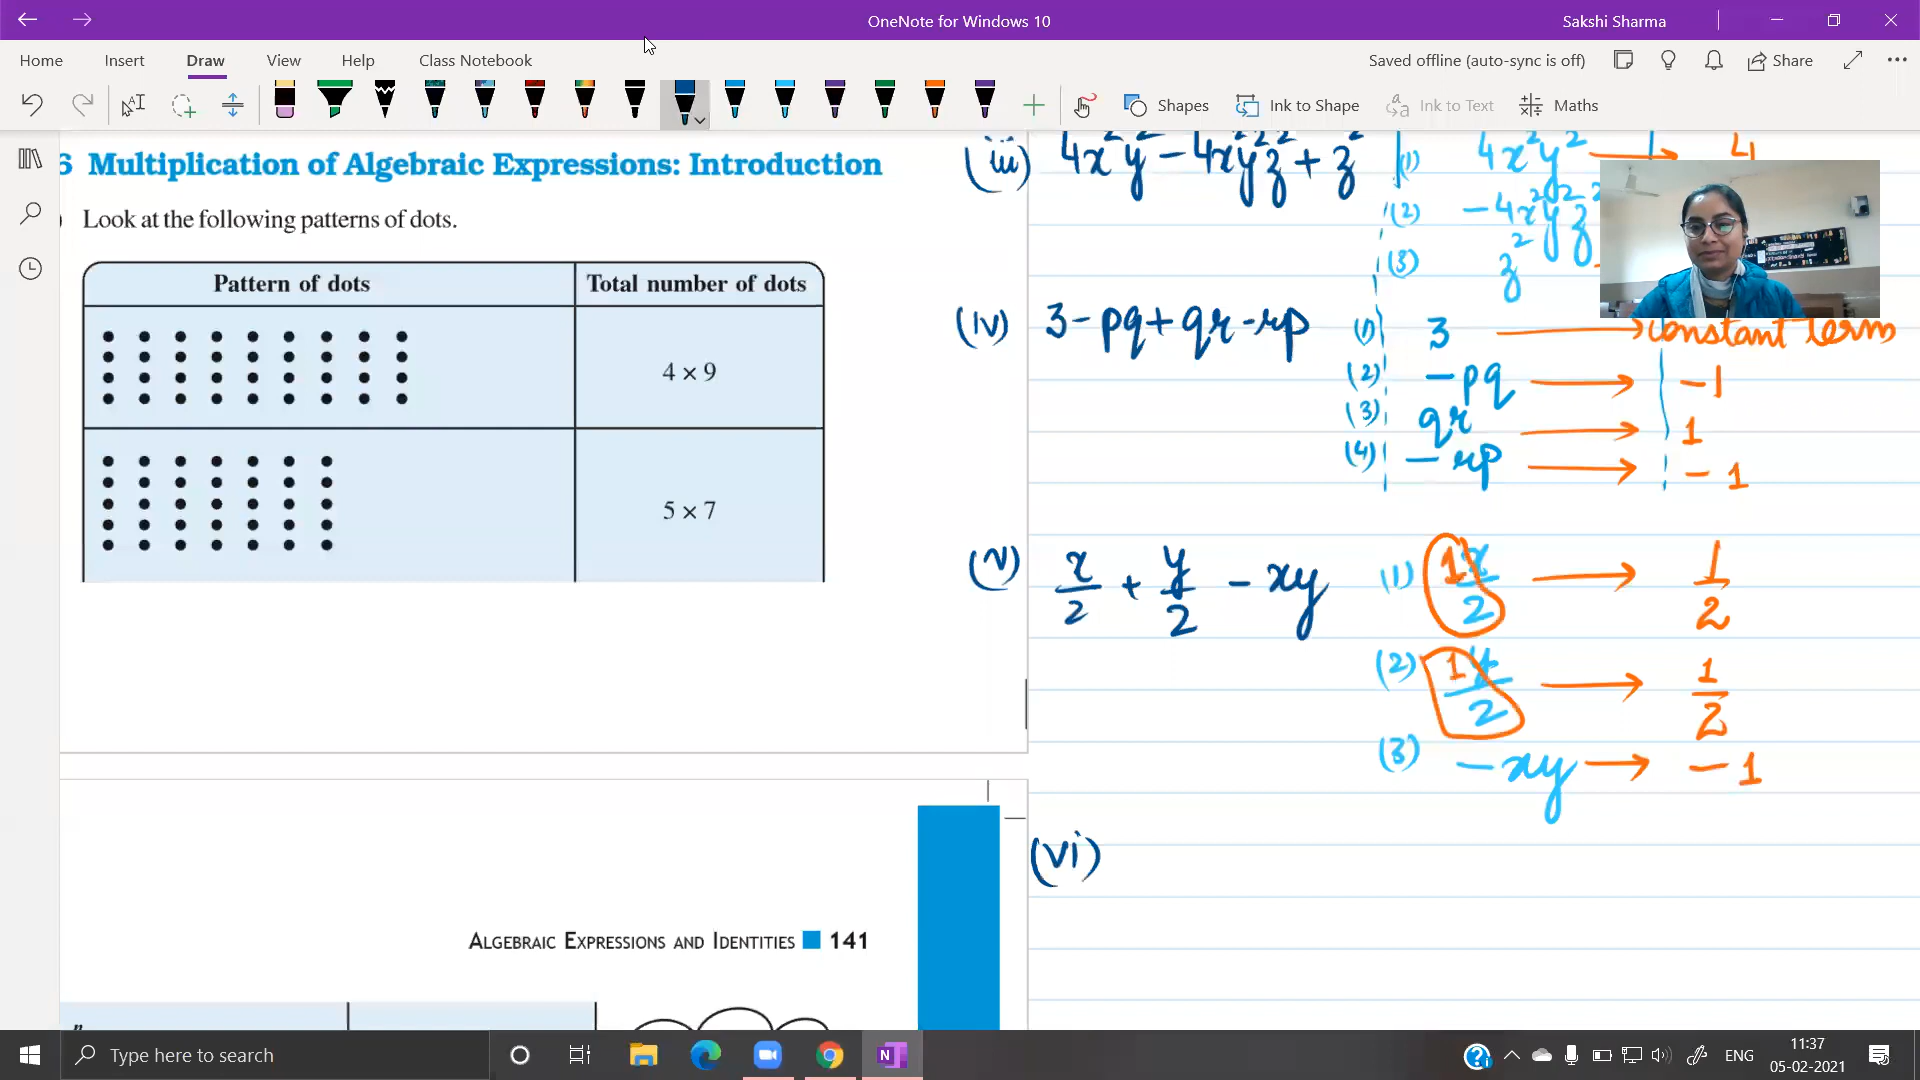 OneNote for Windows 10
Sakshi Sharma
Home Insert Draw View Help Class Notebook
Saved offline (auto-sync is off) Share
Shapes Ink to Shape Ink to Text Maths
6 Multiplication of Algebraic Expressions: Introduction
Look at the following patterns of dots.
Pattern of dots Total number of dots
4 × 9
5 × 7
ALGEBRAIC EXPRESSIONS AND IDENTITIES 141
n
(iii) 4x²y² - 4x²y²z² + z²
(1) 4x²y² → 4
(2) -4x²y²z²
(3) z²
(iv) 3 - pq + qr - rp
(1) 3 → constant term
(2) -pq → -1
(3) qr → 1
(4) -rp → -1
(v) x/2 + y/2 - xy
(1) 1x/2 → 1/2
(2) 1y/2 → 1/2
(3) -xy → -1
(vi)
Type here to search
N
ENG
11:37
05-02-2021